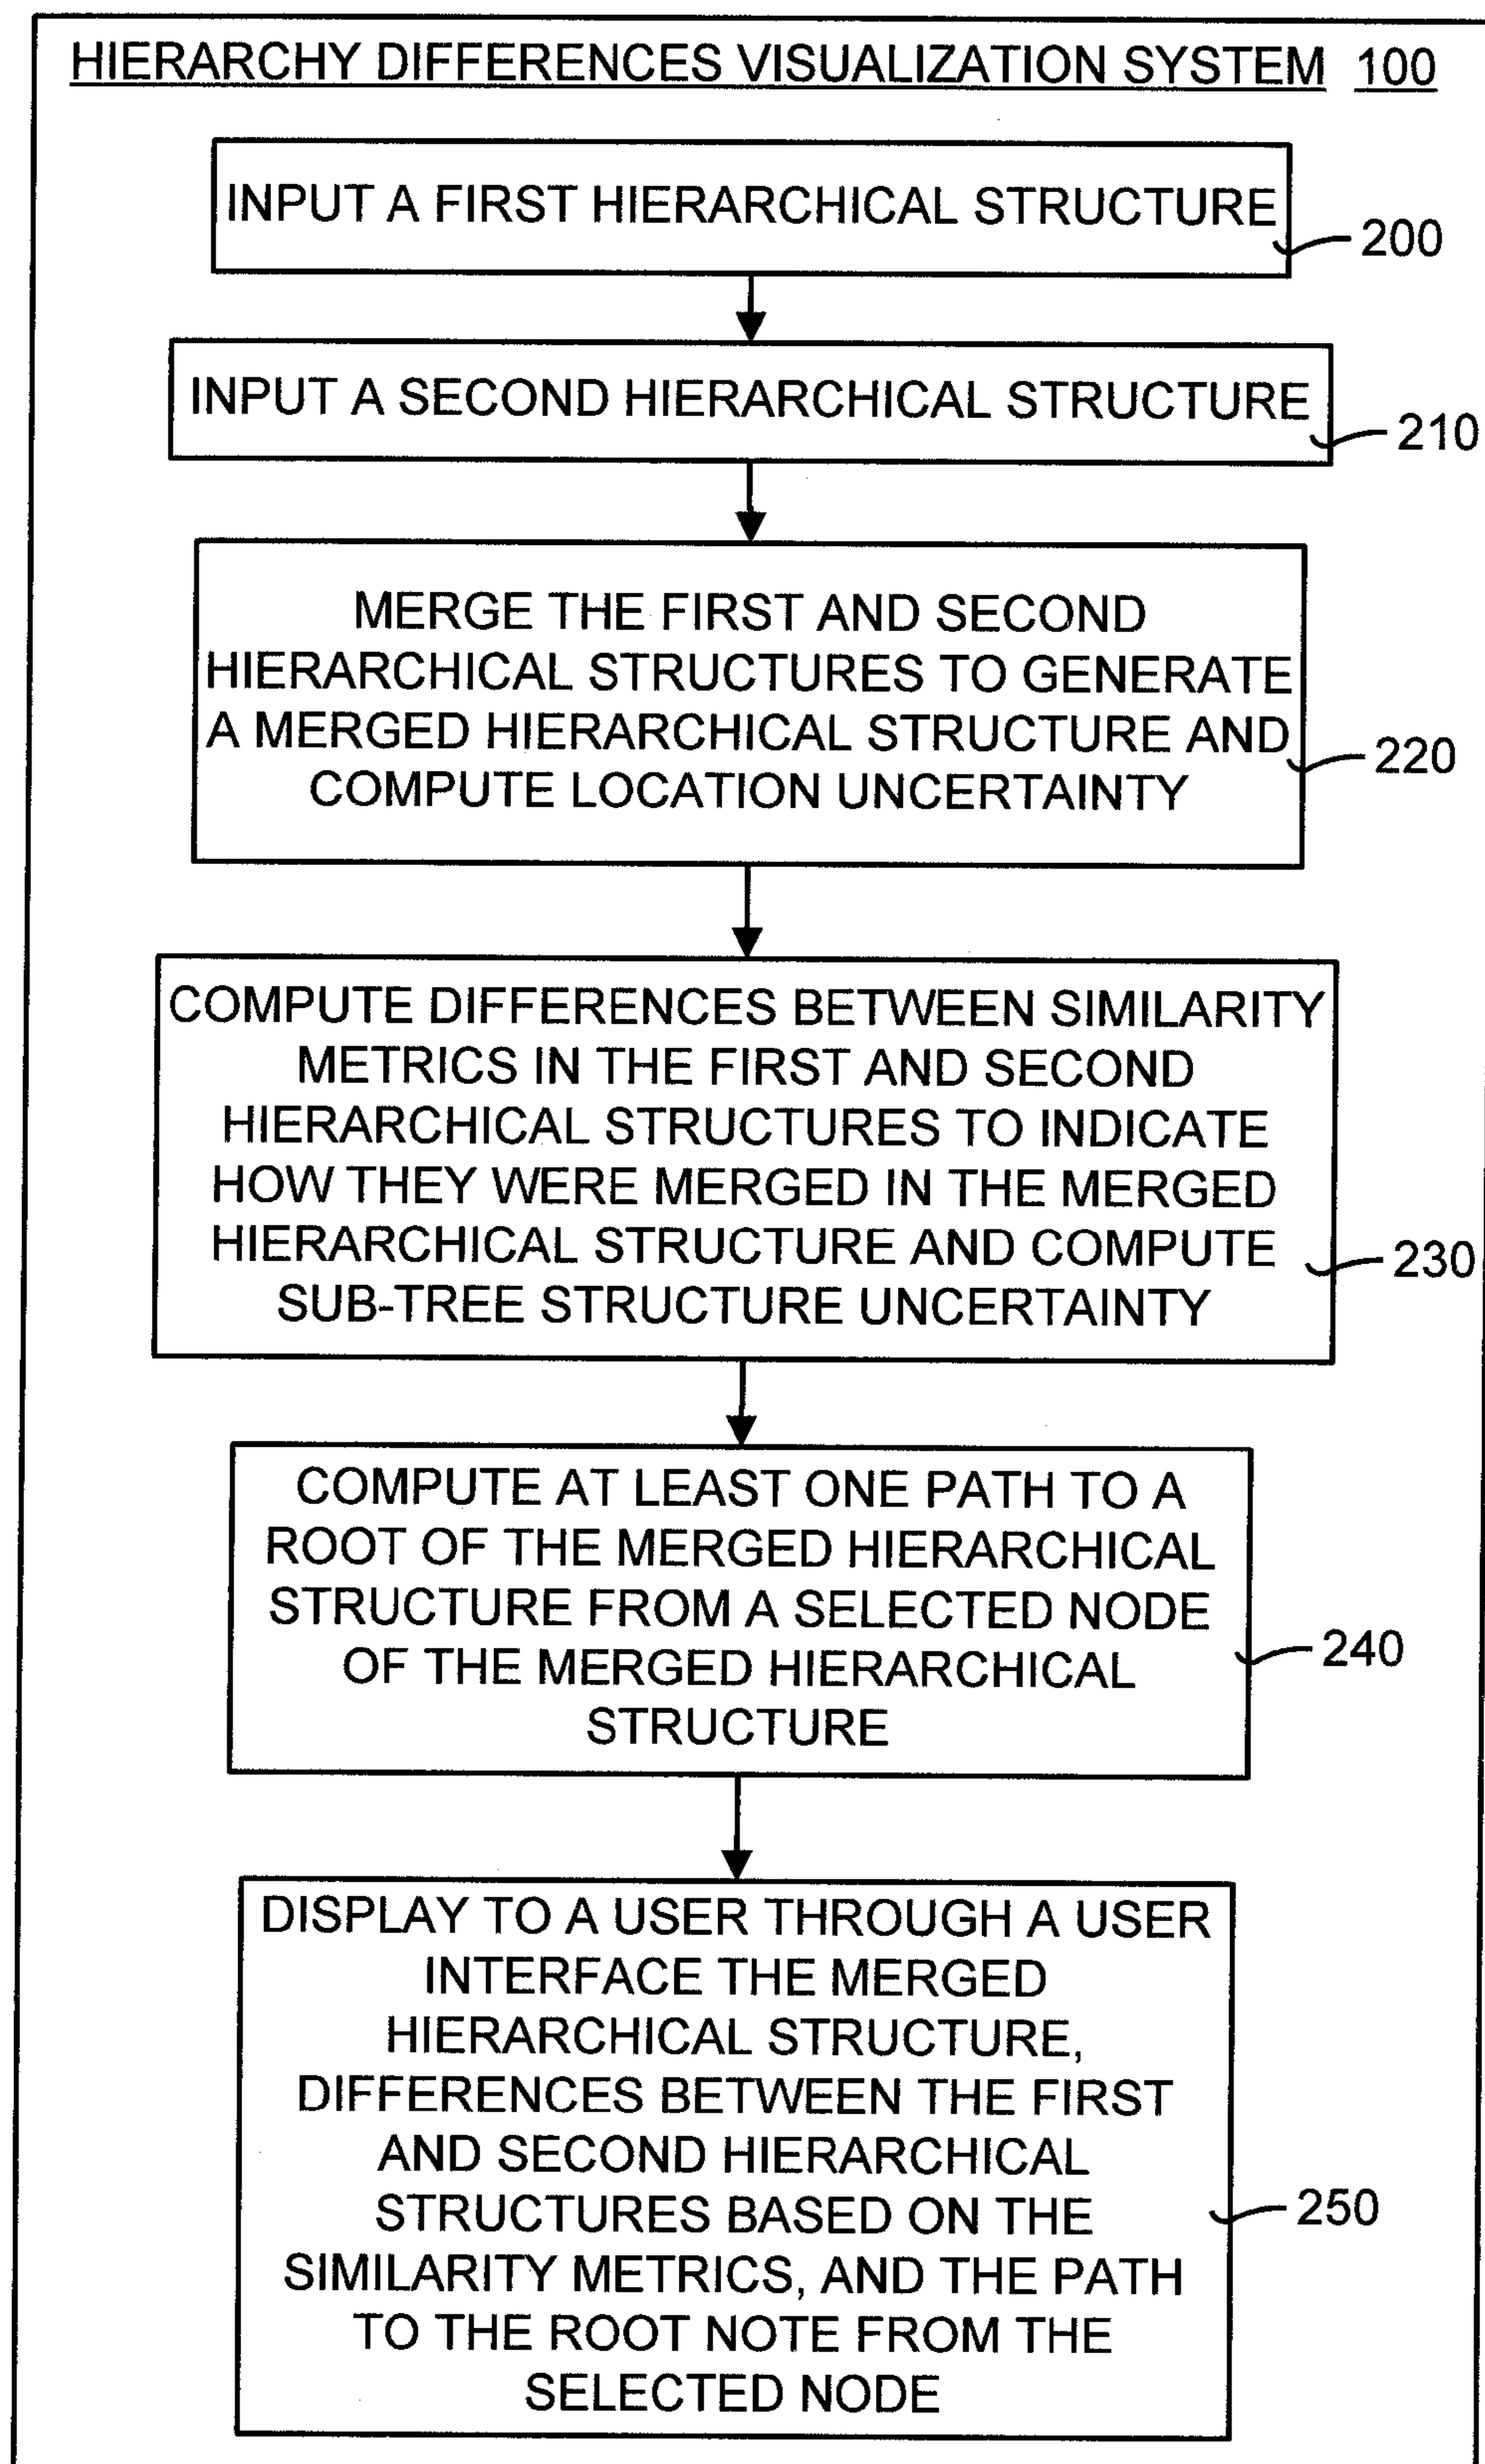 HIERARCHY DIFFERENCES VISUALIZATION SYSTEM 100
INPUT A FIRST HIERARCHICAL STRUCTURE
200
INPUT A SECOND HIERARCHICAL STRUCTURE
210
MERGE THE FIRST AND SECOND
HIERARCHICAL STRUCTURES TO GENERATE
A MERGED HIERARCHICAL STRUCTURE AND
COMPUTE LOCATION UNCERTAINTY
220
COMPUTE DIFFERENCES BETWEEN SIMILARITY
METRICS IN THE FIRST AND SECOND
HIERARCHICAL STRUCTURES TO INDICATE
HOW THEY WERE MERGED IN THE MERGED
HIERARCHICAL STRUCTURE AND COMPUTE
SUB-TREE STRUCTURE UNCERTAINTY
230
COMPUTE AT LEAST ONE PATH TO A
ROOT OF THE MERGED HIERARCHICAL
STRUCTURE FROM A SELECTED NODE
OF THE MERGED HIERARCHICAL
STRUCTURE
240
DISPLAY TO A USER THROUGH A USER
INTERFACE THE MERGED
HIERARCHICAL STRUCTURE,
DIFFERENCES BETWEEN THE FIRST
AND SECOND HIERARCHICAL
STRUCTURES BASED ON THE
SIMILARITY METRICS, AND THE PATH
TO THE ROOT NOTE FROM THE
SELECTED NODE
250